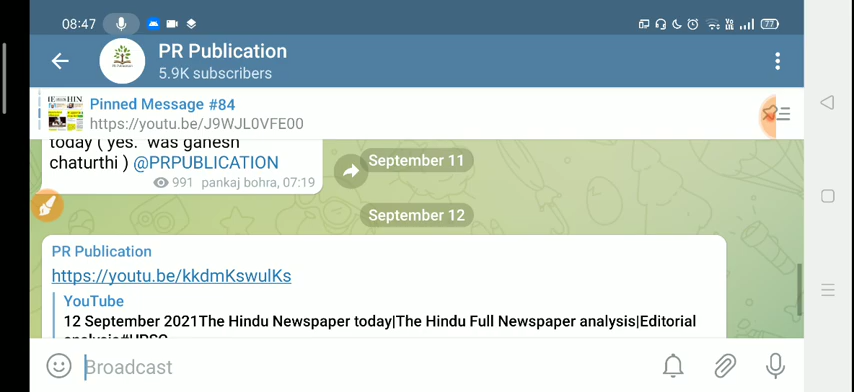 08:47
77
PR Publication
5.9K subscribers
Pinned Message #84
https://youtu.be/J9WJL0VFE00
today ( yes. was ganesh
chaturthi ) @PRPUBLICATION
991 pankaj bohra, 07:19
September 11
September 12
PR Publication
https://youtu.be/kkdmKswulKs
YouTube
12 September 2021The Hindu Newspaper today|The Hindu Full Newspaper analysis|Editorial
analysis#UPSC
Broadcast